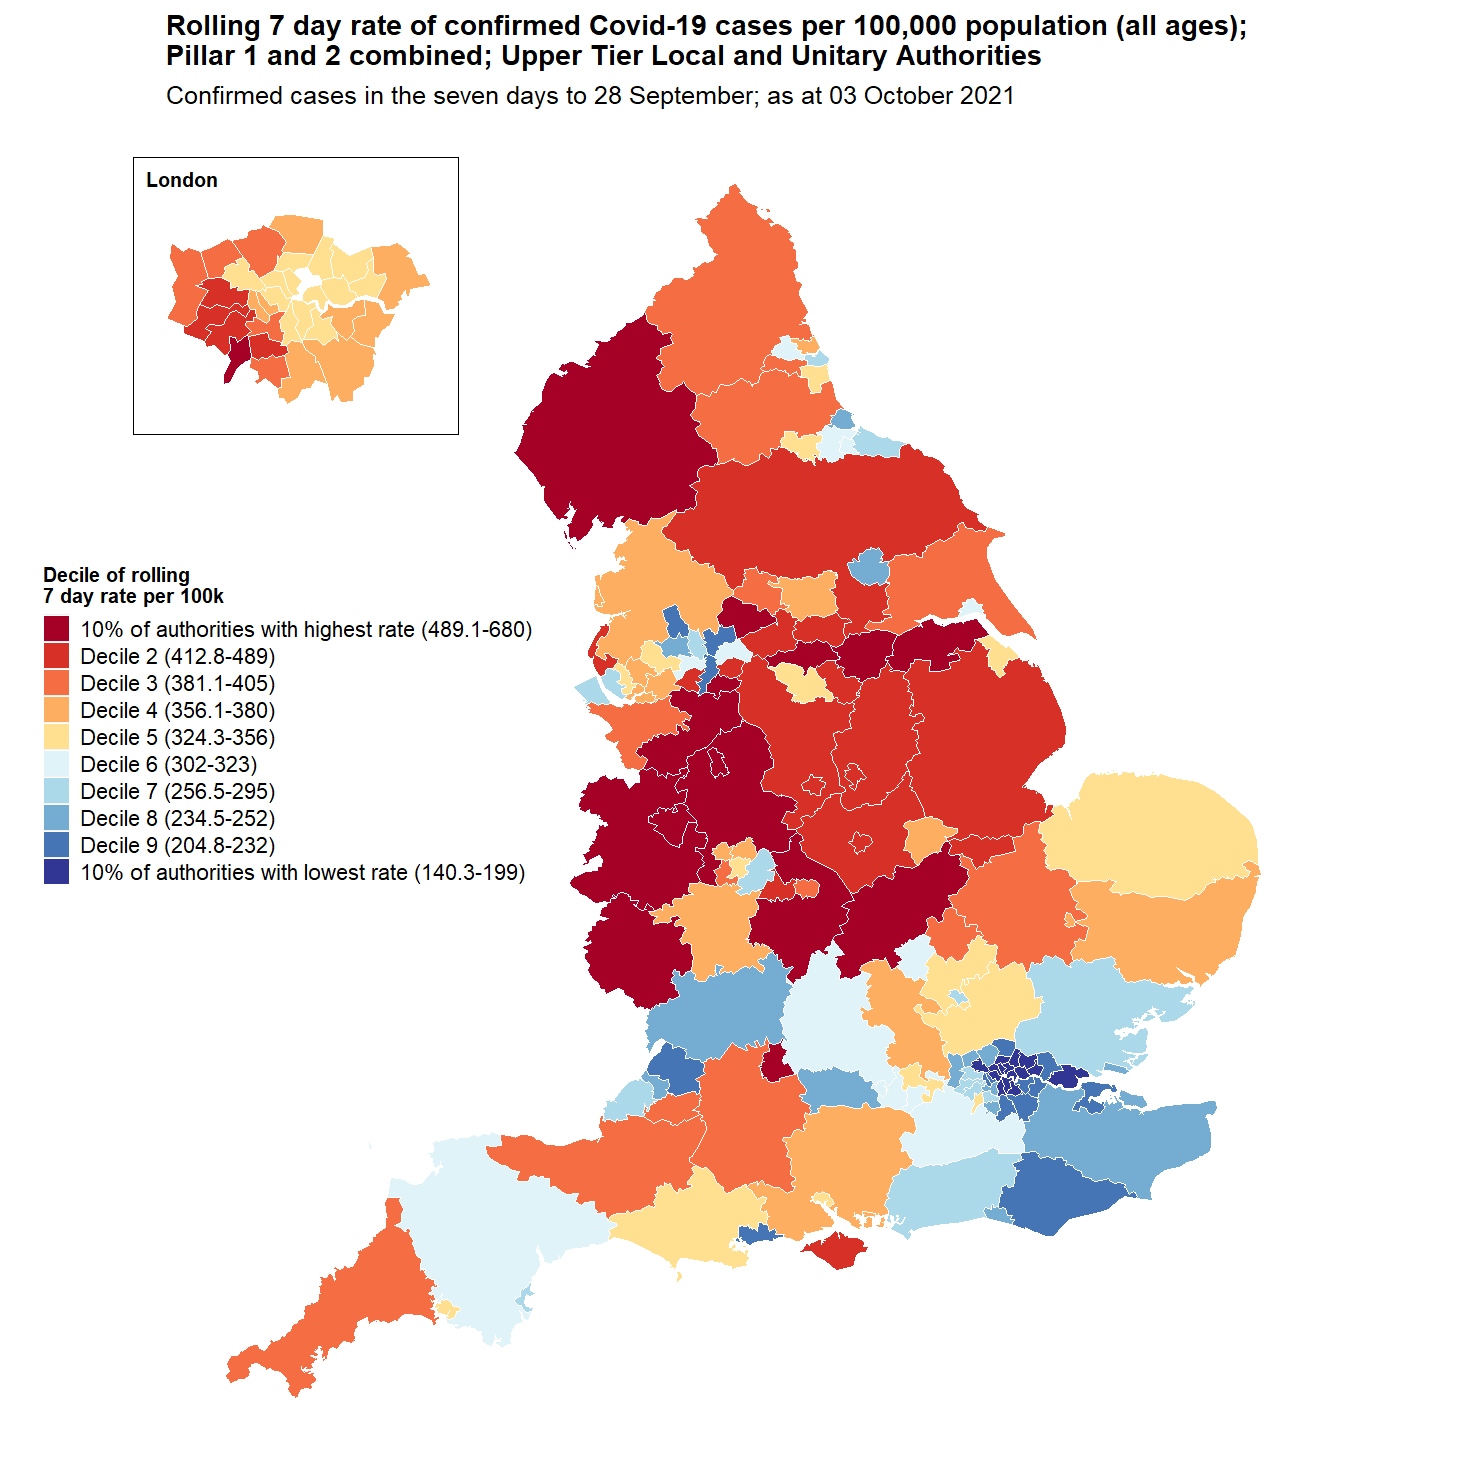 Rolling 7 day rate of confirmed Covid-19 cases per 100,000 population (all ages);
Pillar 1 and 2 combined; Upper Tier Local and Unitary Authorities
Confirmed cases in the seven days to 28 September; as at 03 October 2021
London
Decile of rolling
7 day rate per 100k
10% of authorities with highest rate (489.1-680)
Decile 2 (412.8-489)
Decile 3 (381.1-405)
Decile 4 (356.1-380)
Decile 5 (324.3-356)
Decile 6 (302-323)
Decile 7 (256.5-295)
Decile 8 (234.5-252)
Decile 9 (204.8-232)
10% of authorities with lowest rate (140.3-199)